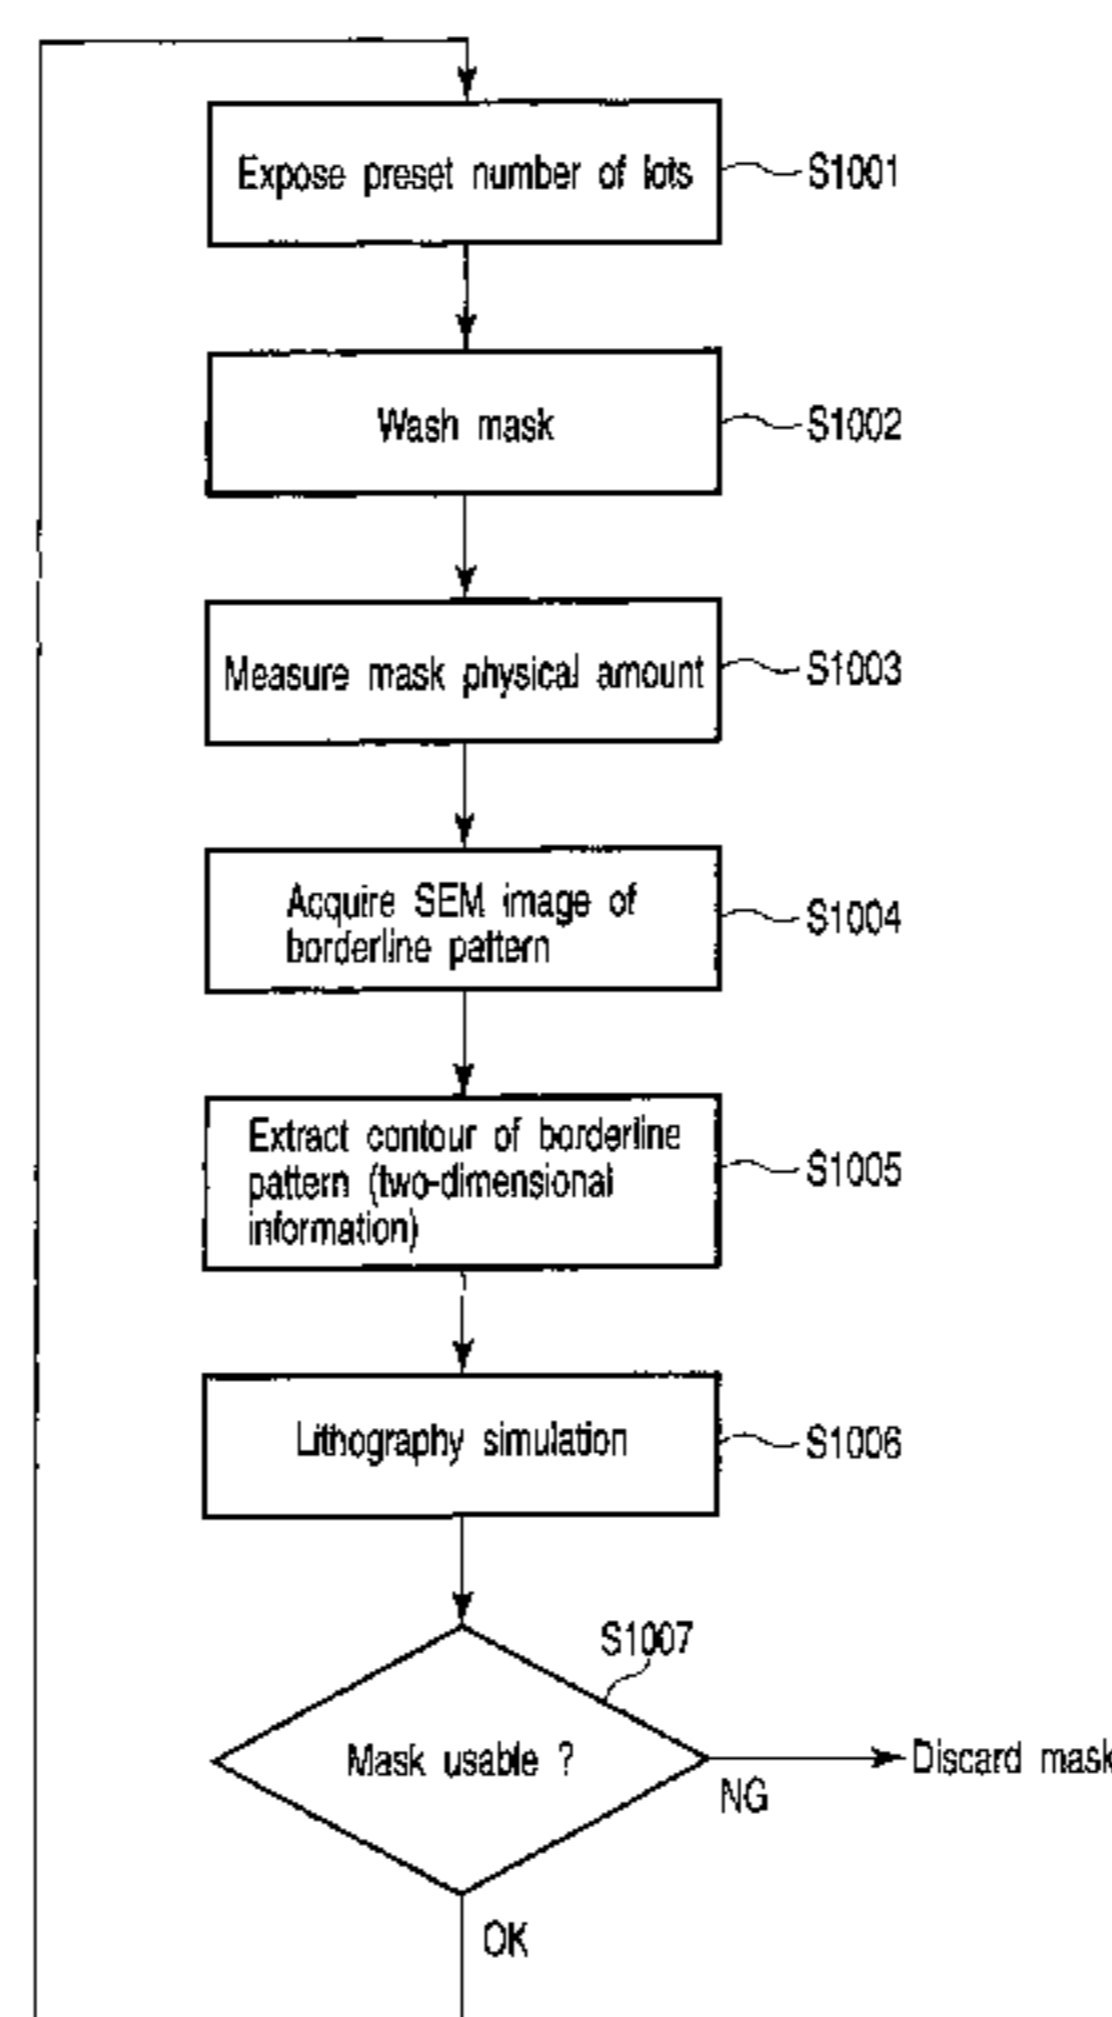 Expose preset number of lots
S1001
Wash mask
S1002
Measure mask physical amount
S1003
Acquire SEM image of
borderline pattern
S1004
Extract contour of borderline
pattern (two-dimensional
information)
S1005
Lithography simulation
S1006
S1007
Mask usable ?
Discard mask
NG
OK